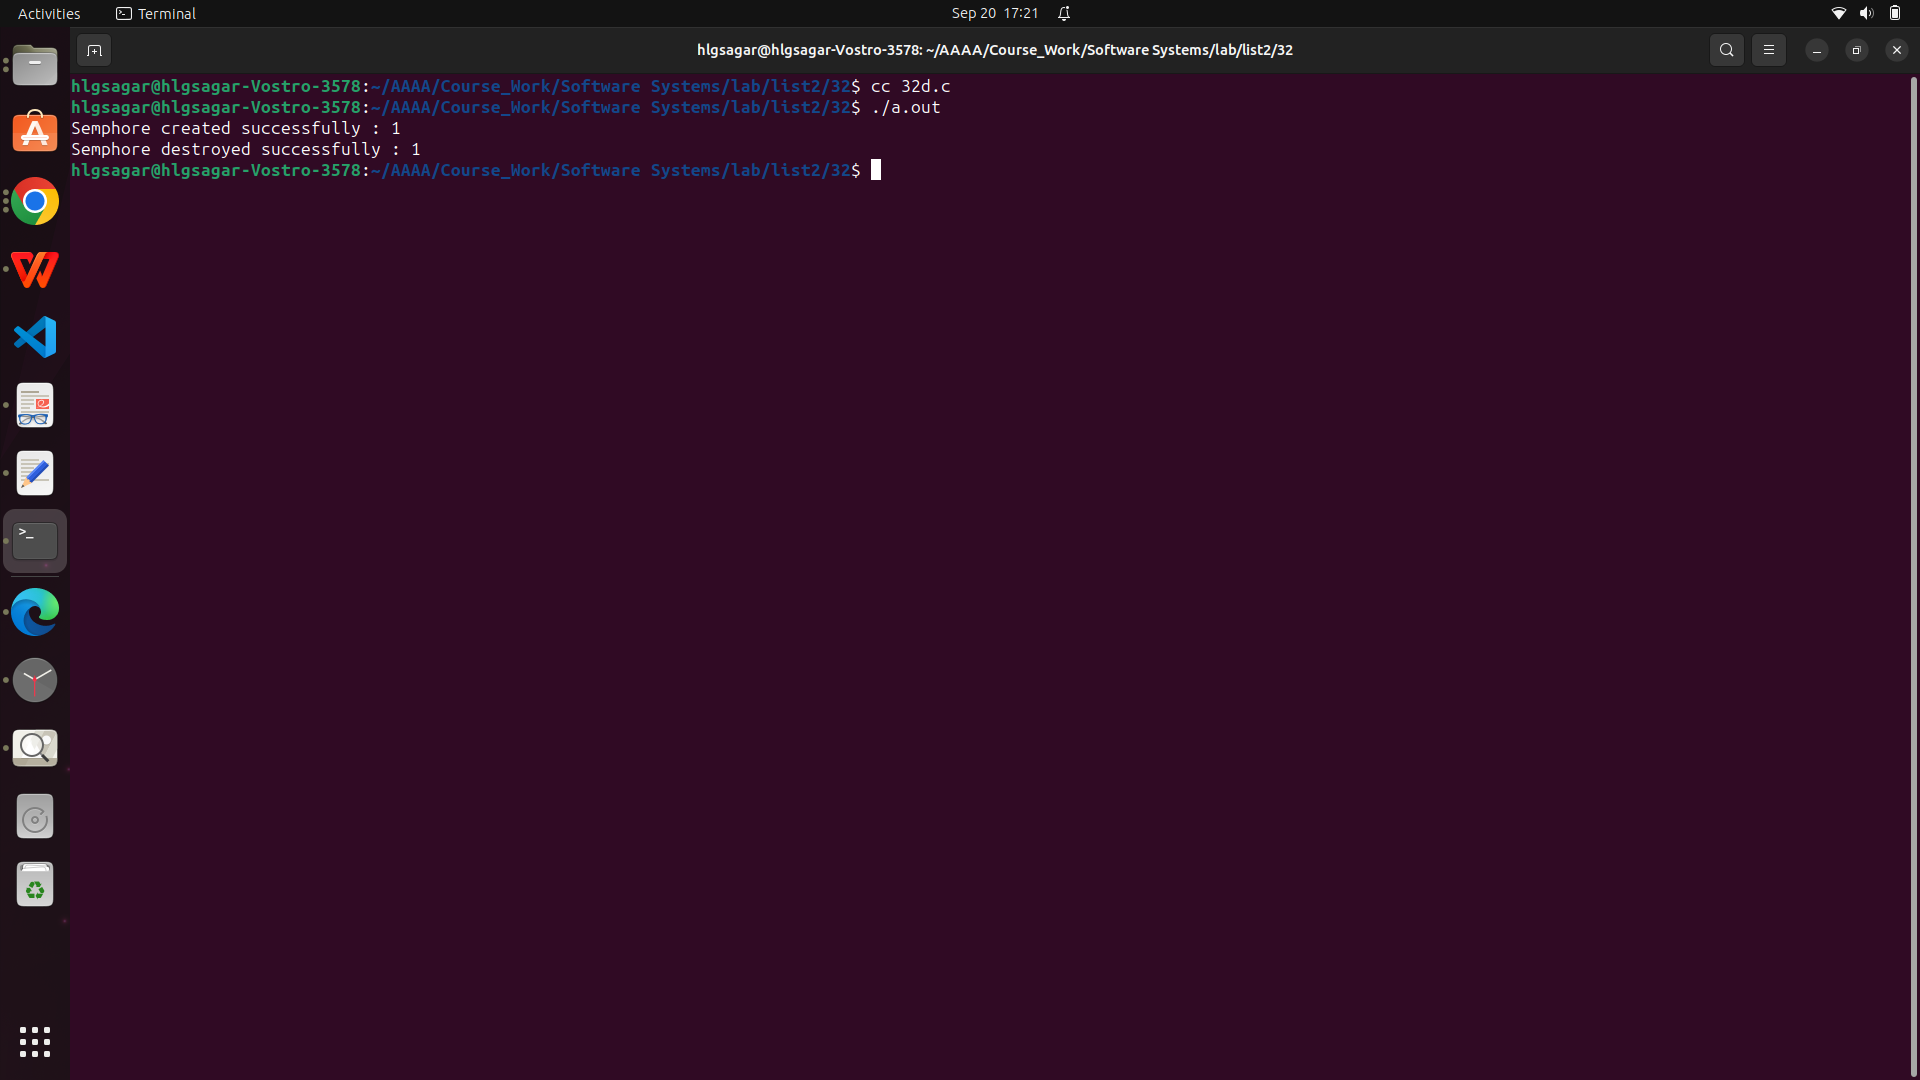 Activities
Terminal
Sep 20 17:21
hlgsagar@hlgsagar-Vostro-3578: ~/AAAA/Course_Work/Software Systems/lab/list2/32
hlgsagar@hlgsagar-Vostro-3578:~/AAAA/Course_Work/Software Systems/lab/list2/32$ cc 32d.c
hlgsagar@hlgsagar-Vostro-3578:~/AAAA/Course_Work/Software Systems/lab/list2/32$ ./a.out
Semphore created successfully : 1
Semphore destroyed successfully : 1
hlgsagar@hlgsagar-Vostro-3578:~/AAAA/Course_Work/Software Systems/lab/list2/32$